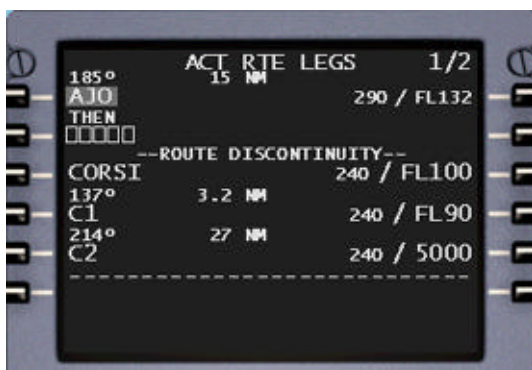 ACT RTE LEGS 1/2
185° 15 NM
AJO 290 / FL132
THEN
□□□□□
--ROUTE DISCONTINUITY--
CORSI 240 / FL100
137° 3.2 NM
C1 240 / FL90
214° 27 NM
C2 240 / 5000
----------------------------